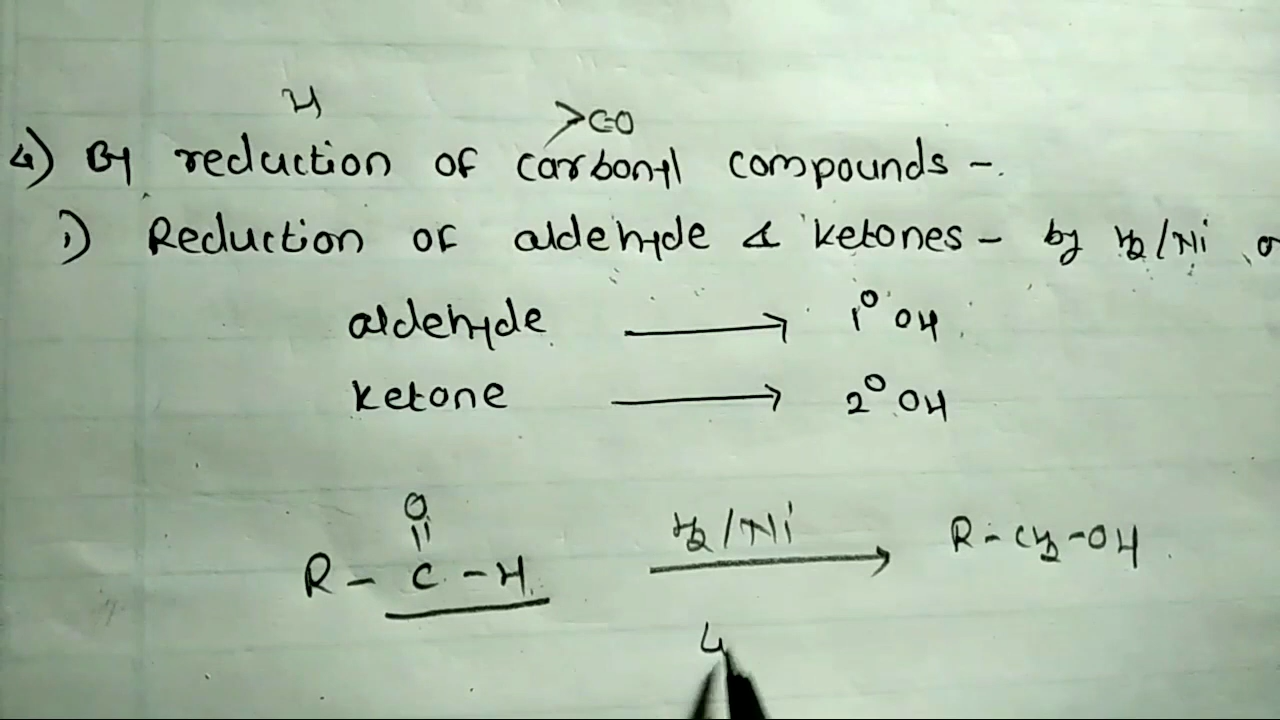 H >C=O
4) By reduction of carbonyl compounds -
i) Reduction of aldehyde & ketones - by H2/Ni o
aldehyde ⟶ 1° OH
ketone ⟶ 2° OH
O
||
R - C - H H2/Ni ⟶ R - CH2 - OH